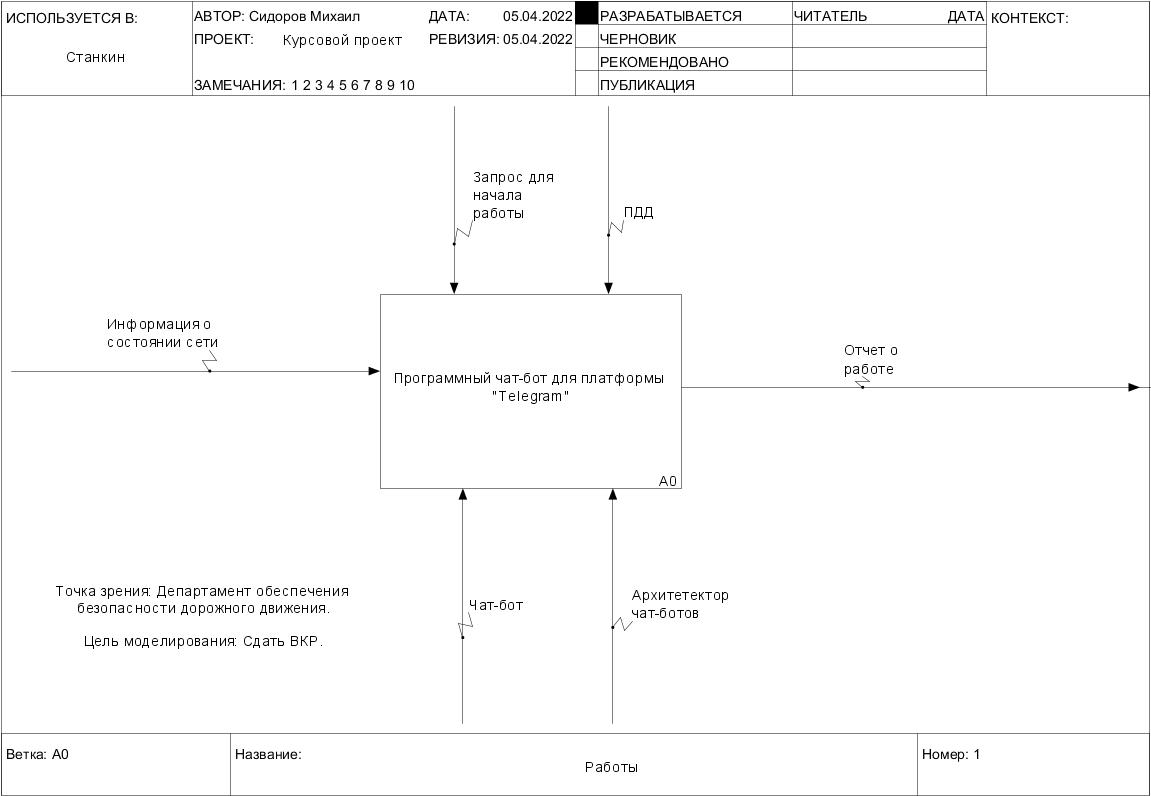 ИСПОЛЬЗУЕТСЯ В:
Станкин
АВТОР: Сидоров Михаил
ДАТА: 05.04.2022
ПРОЕКТ: Курсовой проект
РЕВИЗИЯ: 05.04.2022
ЗАМЕЧАНИЯ: 1 2 3 4 5 6 7 8 9 10
РАЗРАБАТЫВАЕТСЯ
ЧЕРНОВИК
РЕКОМЕНДОВАНО
ПУБЛИКАЦИЯ
ЧИТАТЕЛЬ
ДАТА
КОНТЕКСТ:
Запрос для
начала
работы
ПДД
Информация о
состоянии сети
Программный чат-бот для платформы
"Telegram"
A0
Отчет о
работе
Точка зрения: Департамент обеспечения
безопасности дорожного движения.
Цель моделирования: Сдать ВКР.
Чат-бот
Архитетектор
чат-ботов
Ветка: A0
Название:
Работы
Номер: 1